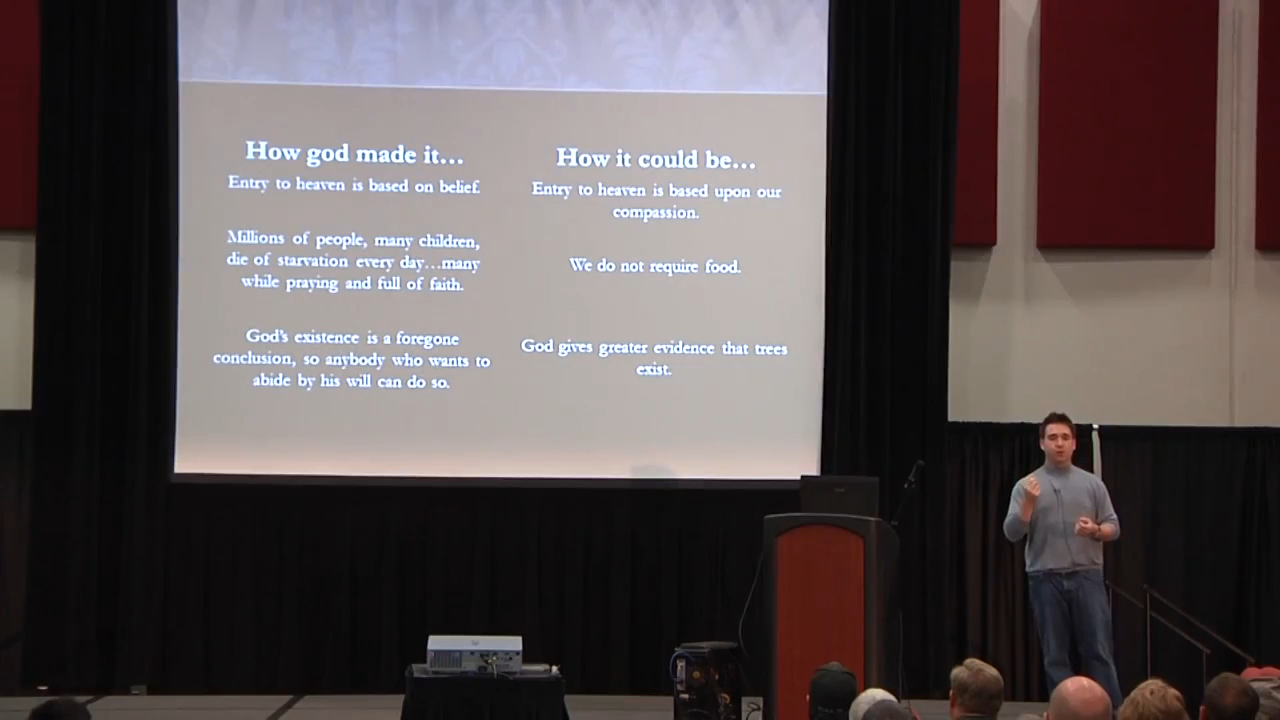 How god made it...
Entry to heaven is based on belief.
Millions of people, many children,
die of starvation every day...many
while praying and full of faith.
God's existence is a foregone
conclusion, so anybody who wants to
abide by his will can do so.
How it could be...
Entry to heaven is based upon our
compassion.
We do not require food.
God gives greater evidence that trees
exist.